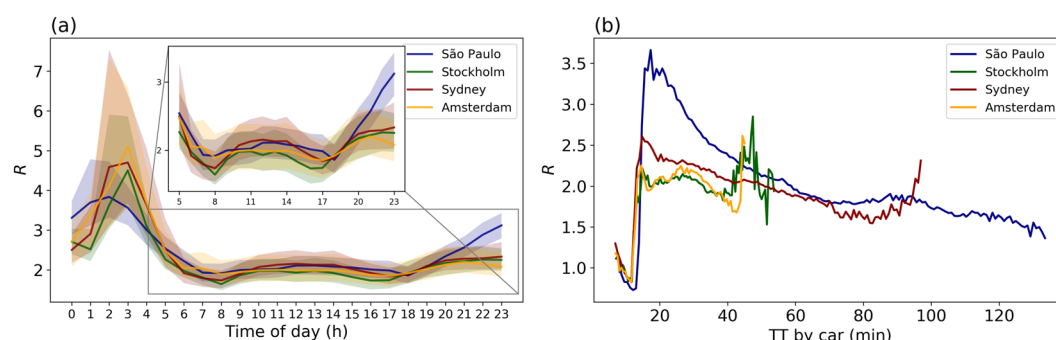 (a)
São Paulo
Stockholm
Sydney
Amsterdam
7
6
5
4
3
2
R
3
2
5 8 11 14 17 20 23
0 1 2 3 4 5 6 7 8 9 10 11 12 13 14 15 16 17 18 19 20 21 22 23
Time of day (h)
(b)
São Paulo
Stockholm
Sydney
Amsterdam
3.5
3.0
2.5
2.0
1.5
1.0
R
20 40 60 80 100 120
TT by car (min)